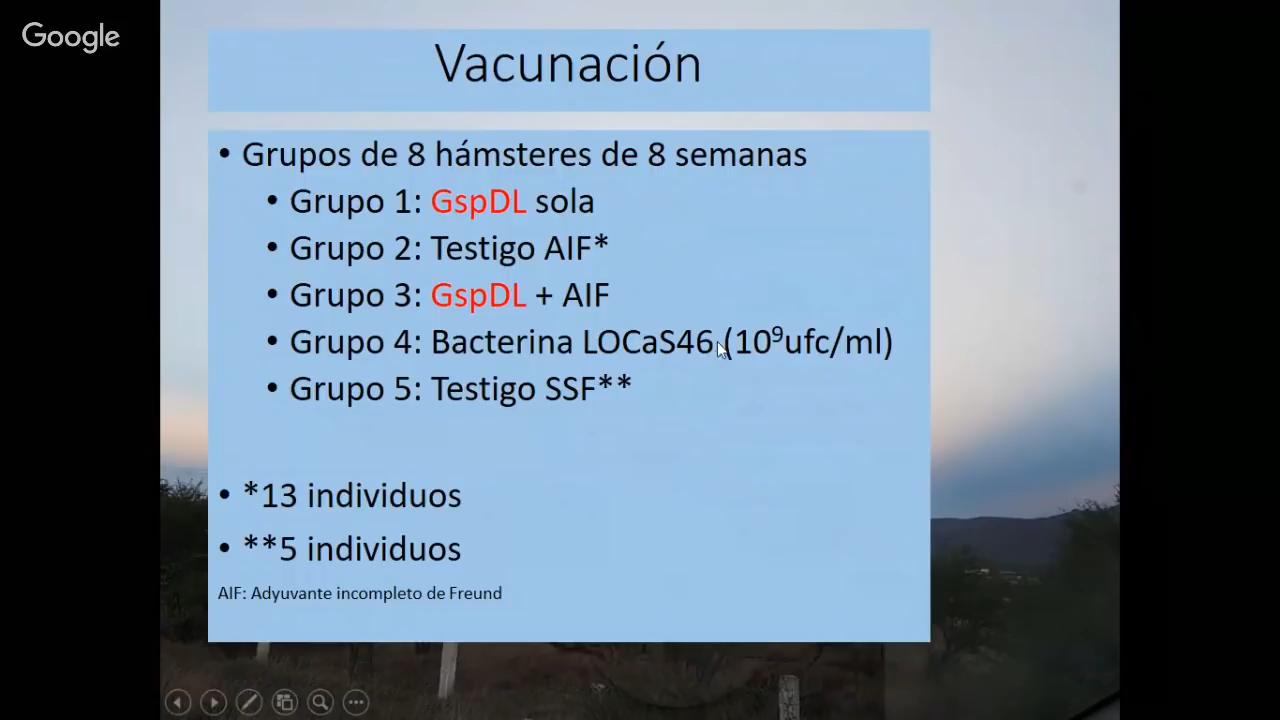 Google
Vacunación
• Grupos de 8 hámsteres de 8 semanas
• Grupo 1: GspDL sola
• Grupo 2: Testigo AIF*
• Grupo 3: GspDL + AIF
• Grupo 4: Bacterina LOCaS46 (10⁹ufc/ml)
• Grupo 5: Testigo SSF**
• *13 individuos
• **5 individuos
AIF: Adyuvante incompleto de Freund